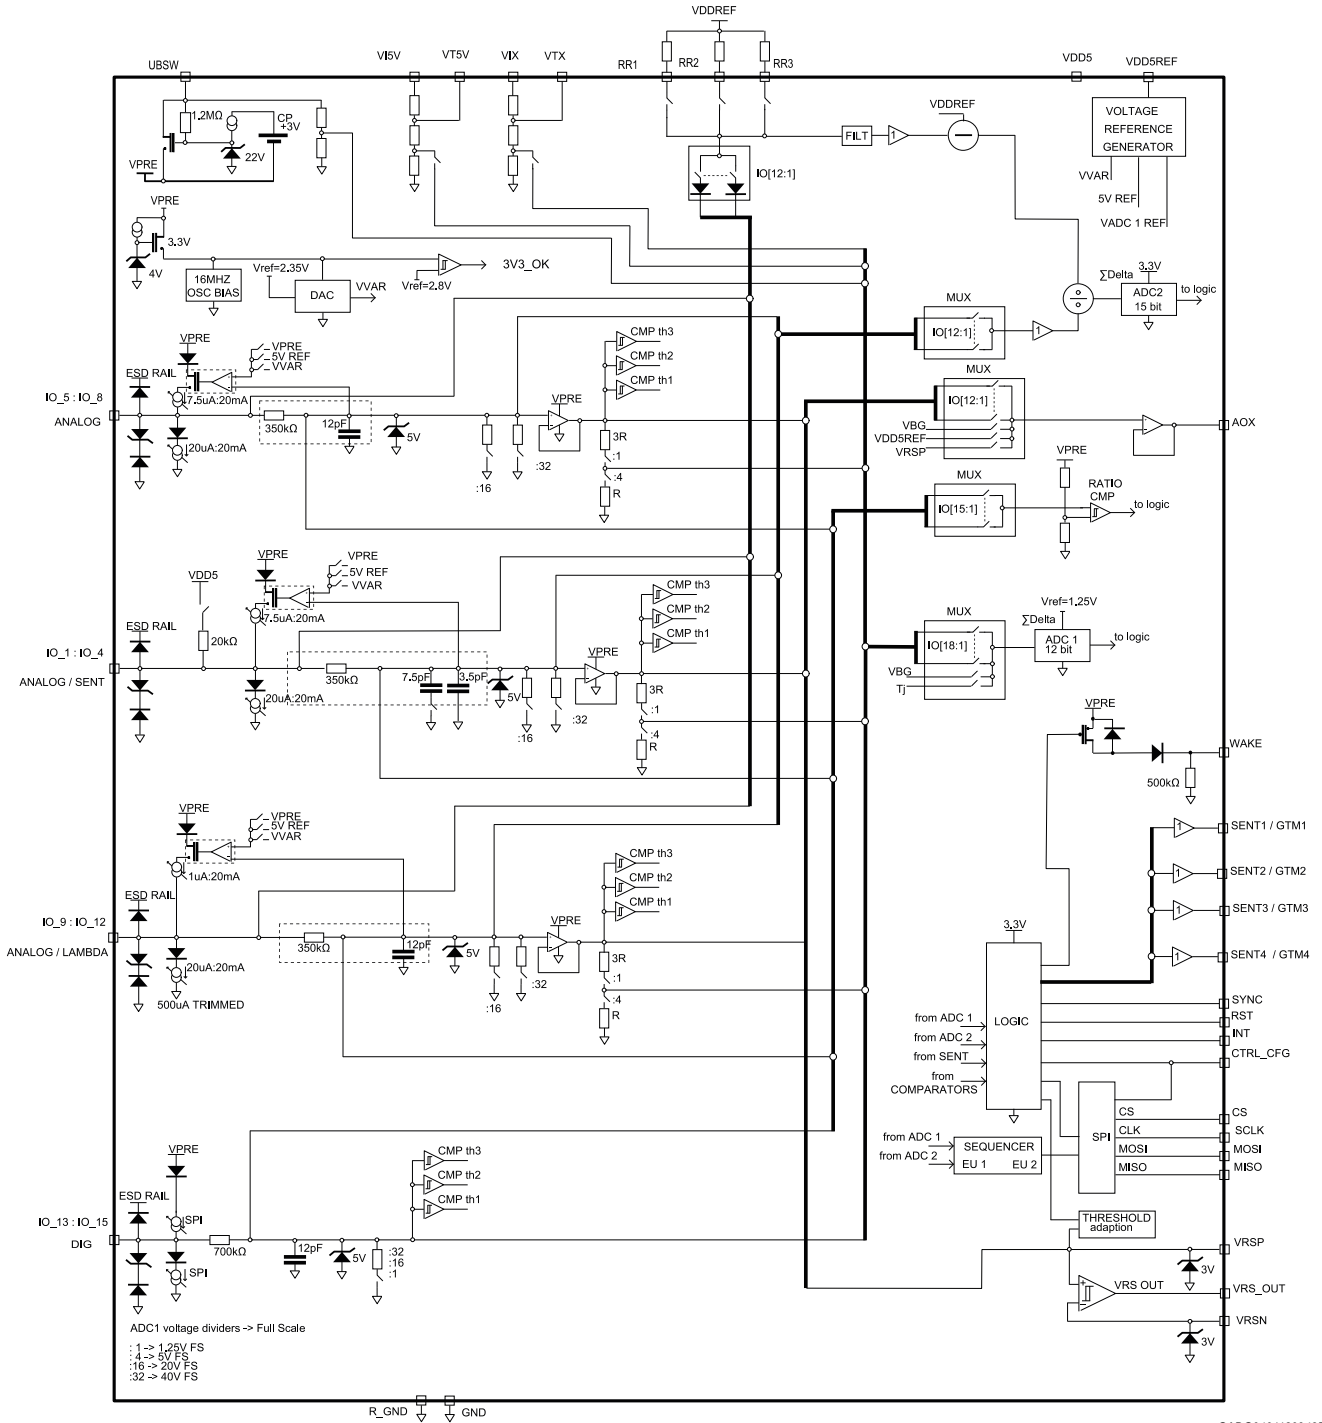 VDDREF
UBSW
VI5V
VT5V
VIX
VTX
RR1
RR2
RR3
VDD5
VDD5REF
1.2MΩ
CP
+3V
22V
VPRE
VDDREF
FILT
1
VOLTAGE
REFERENCE
GENERATOR
VVAR
5V REF
VADC 1 REF
IO[12:1]
VPRE
3.3V
4V
16MHZ
OSC BIAS
Vref=2.35V
DAC
VVAR
Vref=2.8V
3V3_OK
MUX
IO[12:1]
1
∑Delta
3.3V
ADC2
15 bit
to logic
VPRE
VPRE
5V REF
VVAR
ESD RAIL
7.5uA:20mA
IO_5 : IO_8
ANALOG
350kΩ
12pF
20uA:20mA
5V
:16
:32
VPRE
CMP th3
CMP th2
CMP th1
3R
:1
:4
R
MUX
IO[12:1]
VBG
VDD5REF
VRSP
AOX
MUX
IO[15:1]
VPRE
RATIO
CMP
to logic
VDD5
VPRE
VPRE
5V REF
VVAR
7.5uA:20mA
ESD RAIL
20kΩ
IO_1 : IO_4
ANALOG / SENT
350kΩ
20uA:20mA
7.5pF
3.5pF
5V
:16
:32
VPRE
CMP th3
CMP th2
CMP th1
3R
:1
:4
R
MUX
IO[18:1]
VBG
Tj
Vref=1.25V
∑Delta
ADC 1
12 bit
to logic
VPRE
WAKE
500kΩ
VPRE
VPRE
5V REF
VVAR
1uA:20mA
ESD RAIL
IO_9 : IO_12
ANALOG / LAMBDA
350kΩ
12pF
20uA:20mA
500uA TRIMMED
5V
:16
:32
VPRE
CMP th3
CMP th2
CMP th1
3R
:1
:4
R
1
SENT1 / GTM1
1
SENT2 / GTM2
1
SENT3 / GTM3
1
SENT4 / GTM4
3.3V
LOGIC
from ADC 1
from ADC 2
from SENT
from
COMPARATORS
SYNC
RST
INT
CTRL_CFG
SPI
CS
CLK
MOSI
MISO
CS
SCLK
MOSI
MISO
from ADC 1
from ADC 2
SEQUENCER
EU 1
EU 2
VPRE
ESD RAIL
SPI
IO_13 : IO_15
DIG
700kΩ
SPI
12pF
5V
:32
:16
:1
CMP th3
CMP th2
CMP th1
THRESHOLD
adaption
VRSP
3V
VRS OUT
VRS_OUT
VRSN
3V
ADC1 voltage dividers -> Full Scale
: 1 -> 1.25V FS
: 4 -> 5V FS
:16 -> 20V FS
:32 -> 40V FS
R_GND
GND